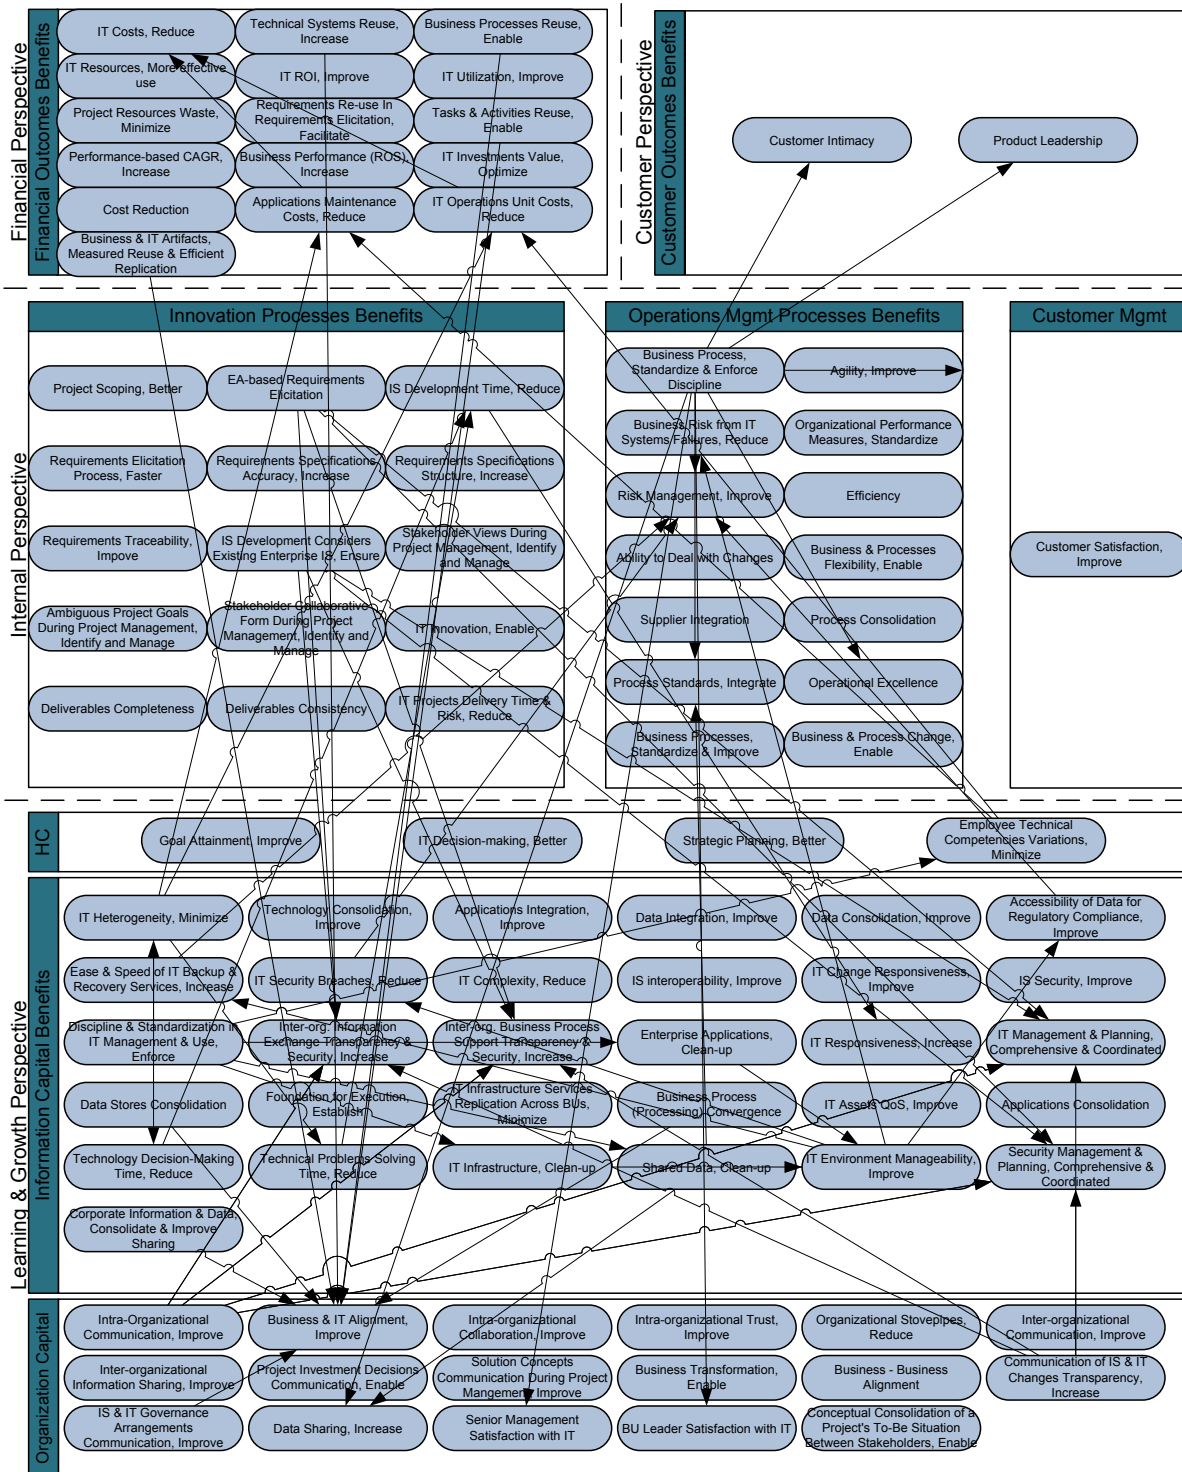 Financial Perspective
Financial Outcomes Benefits
IT Costs, Reduce
Technical Systems Reuse,
Increase
Business Processes Reuse,
Enable
IT Resources, More effective
use
IT ROI, Improve
IT Utilization, Improve
Project Resources Waste,
Minimize
Requirements Re-use In
Requirements Elicitation,
Facilitate
Tasks & Activities Reuse,
Enable
Performance-based CAGR,
Increase
Business Performance (ROS),
Increase
IT Investments Value,
Optimize
Cost Reduction
Applications Maintenance
Costs, Reduce
IT Operations Unit Costs,
Reduce
Business & IT Artifacts,
Measured Reuse & Efficient
Replication
Customer Perspective
Customer Outcomes Benefits
Customer Intimacy
Product Leadership
Internal Perspective
Innovation Processes Benefits
Project Scoping, Better
EA-based Requirements
Elicitation
IS Development Time, Reduce
Requirements Elicitation
Process, Faster
Requirements Specifications
Accuracy, Increase
Requirements Specifications
Structure, Increase
Requirements Traceability,
Impove
IS Development Considers
Existing Enterprise IS, Ensure
Stakeholder Views During
Project Management, Identify
and Manage
Ambiguous Project Goals
During Project Management,
Identify and Manage
Stakeholder Collaborative
Form During Project
Management, Identify and
Manage
IT Innovation, Enable
Deliverables Completeness
Deliverables Consistency
IT Projects Delivery Time &
Risk, Reduce
Operations Mgmt Processes Benefits
Business Process,
Standardize & Enforce
Discipline
Agility, Improve
Business Risk from IT
Systems Failures, Reduce
Organizational Performance
Measures, Standardize
Risk Management, Improve
Efficiency
Ability to Deal with Changes
Business & Processes
Flexibility, Enable
Supplier Integration
Process Consolidation
Process Standards, Integrate
Operational Excellence
Business Processes,
Standardize & Improve
Business & Process Change,
Enable
Customer Mgmt
Customer Satisfaction,
Improve
Learning & Growth Perspective
HC
Goal Attainment, Improve
IT Decision-making, Better
Strategic Planning, Better
Employee Technical
Competencies Variations,
Minimize
Information Capital Benefits
IT Heterogeneity, Minimize
Technology Consolidation,
Improve
Applications Integration,
Improve
Data Integration, Improve
Data Consolidation, Improve
Accessibility of Data for
Regulatory Compliance,
Improve
Ease & Speed of IT Backup &
Recovery Services, Increase
IT Security Breaches, Reduce
IT Complexity, Reduce
IS interoperability, Improve
IT Change Responsiveness,
Improve
IS Security, Improve
Discipline & Standardization in
IT Management & Use,
Enforce
Inter-org. Information
Exchange Transparency &
Security, Increase
Inter-org. Business Process
Support Transparency &
Security, Increase
Enterprise Applications,
Clean-up
IT Responsiveness, Increase
IT Management & Planning,
Comprehensive & Coordinated
Data Stores Consolidation
Foundation for Execution,
Establish
IT Infrastructure Services
Replication Across BUs,
Minimize
Business Process
(Processing) Convergence
IT Assets QoS, Improve
Applications Consolidation
Technology Decision-Making
Time, Reduce
Technical Problems Solving
Time, Reduce
IT Infrastructure, Clean-up
Shared Data, Clean-up
IT Environment Manageability,
Improve
Security Management &
Planning, Comprehensive &
Coordinated
Corporate Information & Data,
Consolidate & Improve
Sharing
Organization Capital
Intra-Organizational
Communication, Improve
Business & IT Alignment,
Improve
Intra-organizational
Collaboration, Improve
Intra-organizational Trust,
Improve
Organizational Stovepipes,
Reduce
Inter-organizational
Communication, Improve
Inter-organizational
Information Sharing, Improve
Project Investment Decisions
Communication, Enable
Solution Concepts
Communication During Project
Mangement, Improve
Business Transformation,
Enable
Business - Business
Alignment
Communication of IS & IT
Changes Transparency,
Increase
IS & IT Governance
Arrangements
Communication, Improve
Data Sharing, Increase
Senior Management
Satisfaction with IT
BU Leader Satisfaction with IT
Conceptual Consolidation of a
Project's To-Be Situation
Between Stakeholders, Enable